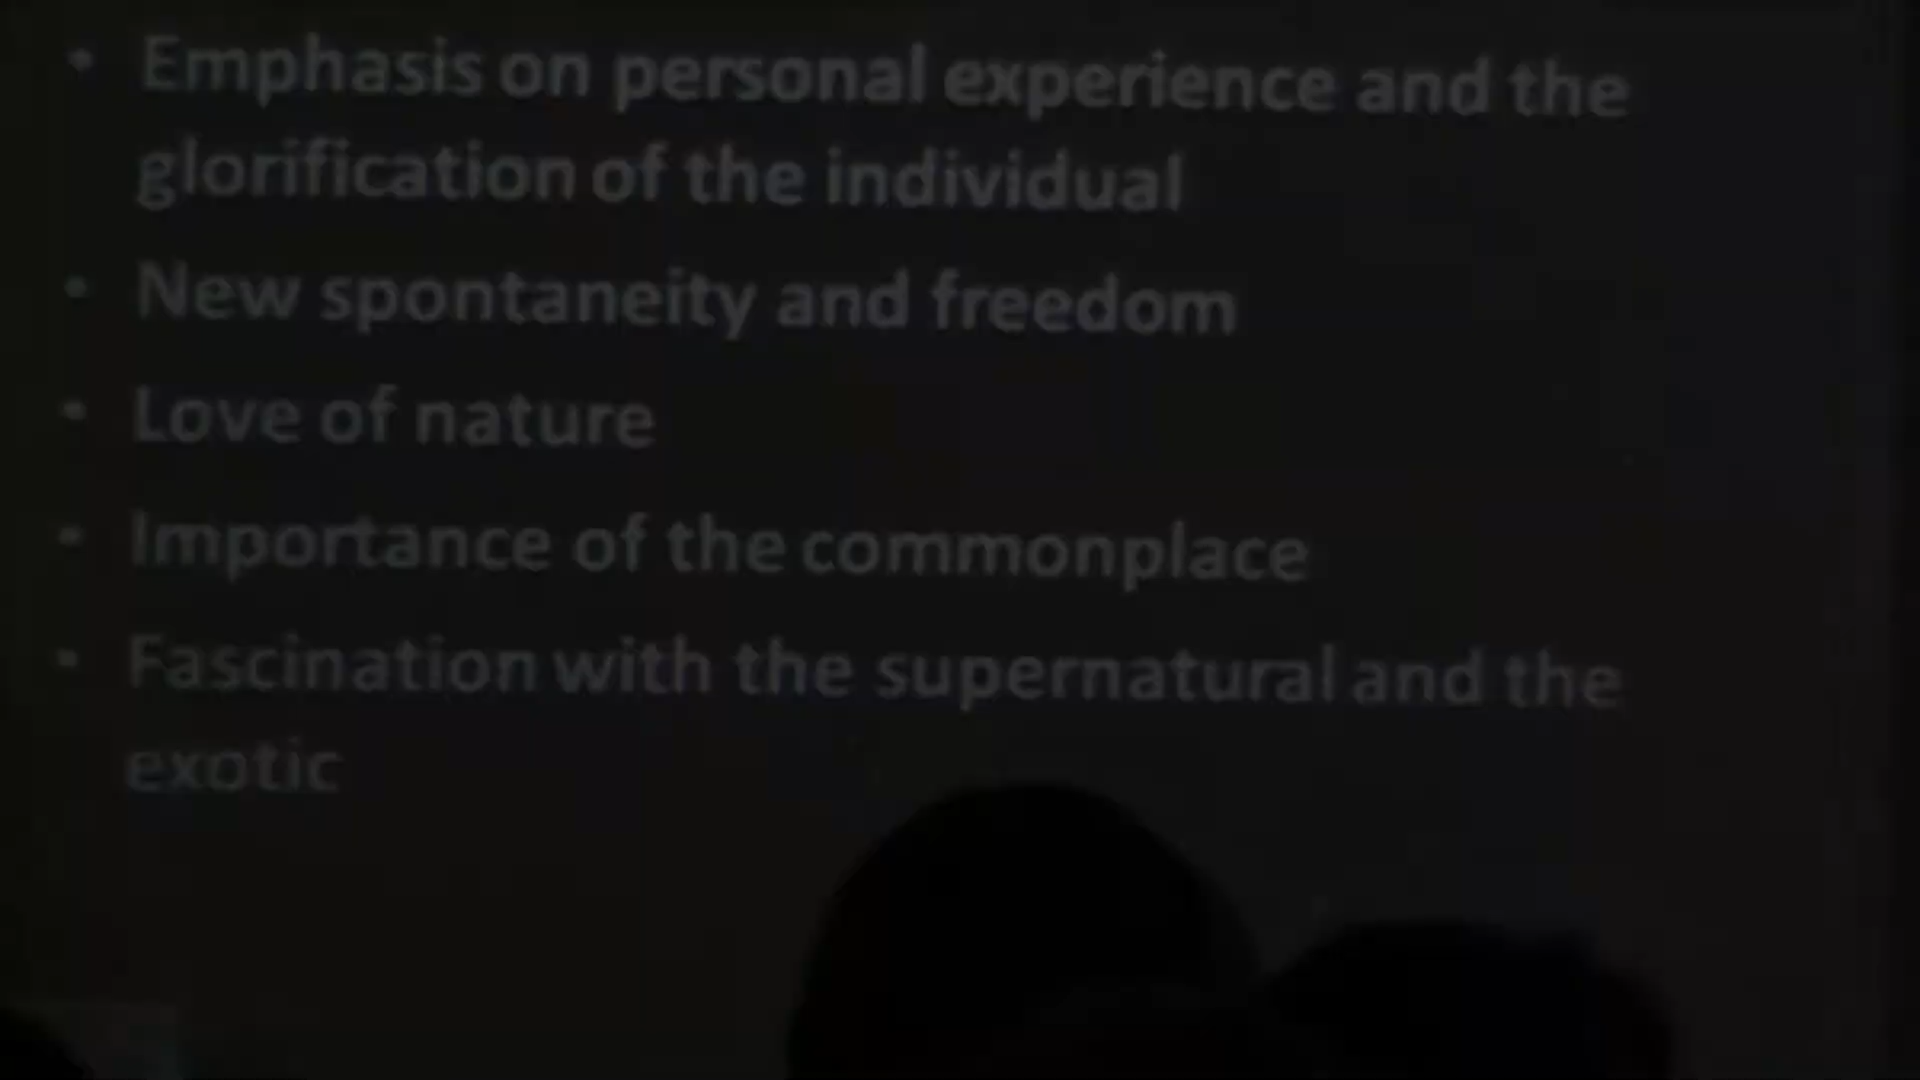 • Emphasis on personal experience and the
glorification of the individual
• New spontaneity and freedom
• Love of nature
• Importance of the commonplace
• Fascination with the supernatural and the
exotic